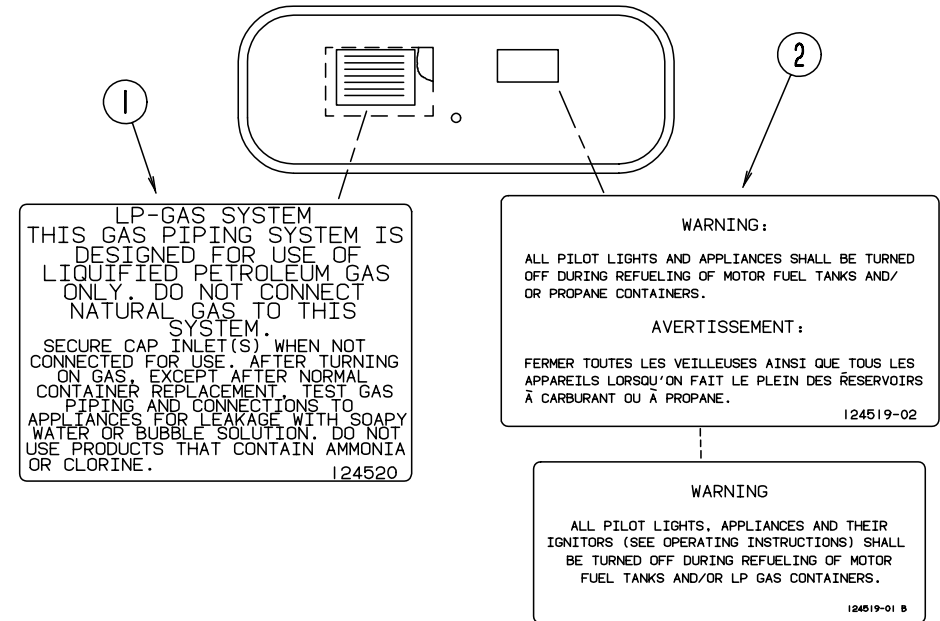 1
2
LP-GAS SYSTEM
THIS GAS PIPING SYSTEM IS
DESIGNED FOR USE OF
LIQUIFIED PETROLEUM GAS
ONLY. DO NOT CONNECT
NATURAL GAS TO THIS
SYSTEM.
SECURE CAP INLET(S) WHEN NOT
CONNECTED FOR USE. AFTER TURNING
ON GAS, EXCEPT AFTER NORMAL
CONTAINER REPLACEMENT, TEST GAS
PIPING AND CONNECTIONS TO
APPLIANCES FOR LEAKAGE WITH SOAPY
WATER OR BUBBLE SOLUTION. DO NOT
USE PRODUCTS THAT CONTAIN AMMONIA
OR CLORINE.
124520
WARNING:
ALL PILOT LIGHTS AND APPLIANCES SHALL BE TURNED
OFF DURING REFUELING OF MOTOR FUEL TANKS AND/
OR PROPANE CONTAINERS.
AVERTISSEMENT:
FERMER TOUTES LES VEILLEUSES AINSI QUE TOUS LES
APPAREILS LORSQU'ON FAIT LE PLEIN DES ŔESERVOIRS
À CARBURANT OU À PROPANE.
124519-02
WARNING
ALL PILOT LIGHTS, APPLIANCES AND THEIR
IGNITORS (SEE OPERATING INSTRUCTIONS) SHALL
BE TURNED OFF DURING REFUELING OF MOTOR
FUEL TANKS AND/OR LP GAS CONTAINERS.
124519-01 B